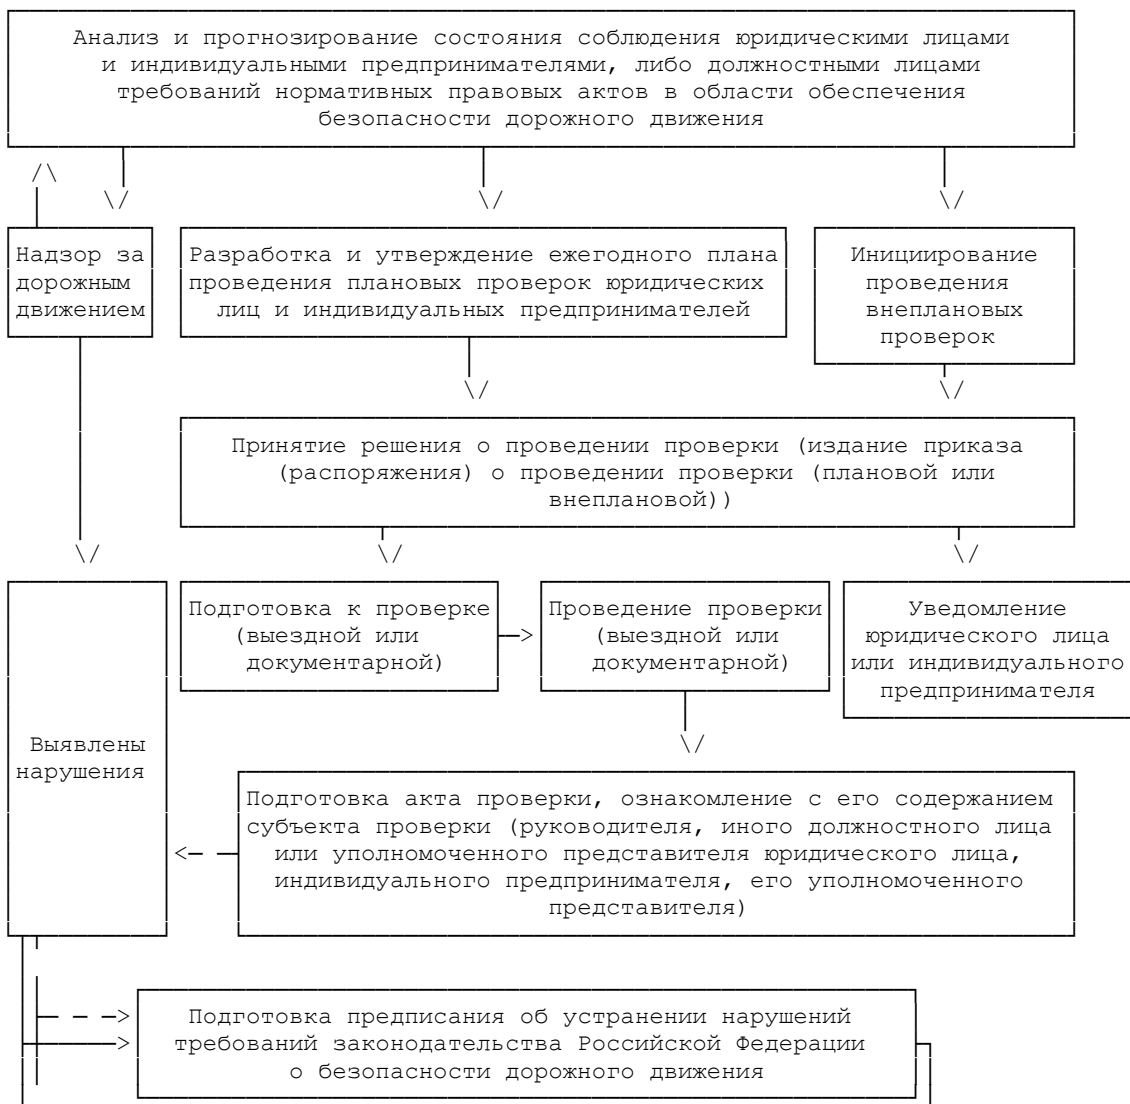 Анализ и прогнозирование состояния соблюдения юридическими лицами
и индивидуальными предпринимателями, либо должностными лицами
требований нормативных правовых актов в области обеспечения
безопасности дорожного движения
Надзор за
дорожным
движением
Разработка и утверждение ежегодного плана
проведения плановых проверок юридических
лиц и индивидуальных предпринимателей
Инициирование
проведения
внеплановых
проверок
Принятие решения о проведении проверки (издание приказа
(распоряжения) о проведении проверки (плановой или
внеплановой))
Подготовка к проверке
(выездной или
документарной)
Проведение проверки
(выездной или
документарной)
Уведомление
юридического лица
или индивидуального
предпринимателя
Выявлены
нарушения
Подготовка акта проверки, ознакомление с его содержанием
субъекта проверки (руководителя, иного должностного лица
или уполномоченного представителя юридического лица,
индивидуального предпринимателя, его уполномоченного
представителя)
Подготовка предписания об устранении нарушений
требований законодательства Российской Федерации
о безопасности дорожного движения